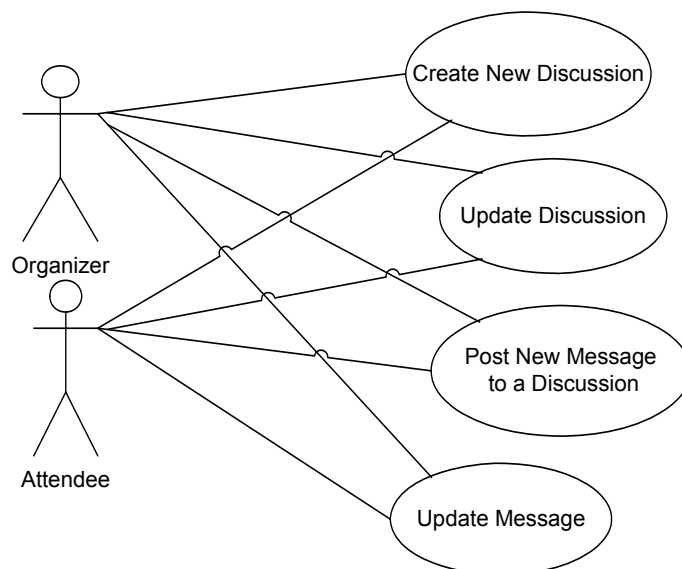 Create New Discussion
Update Discussion
Organizer
Post New Message
to a Discussion
Attendee
Update Message